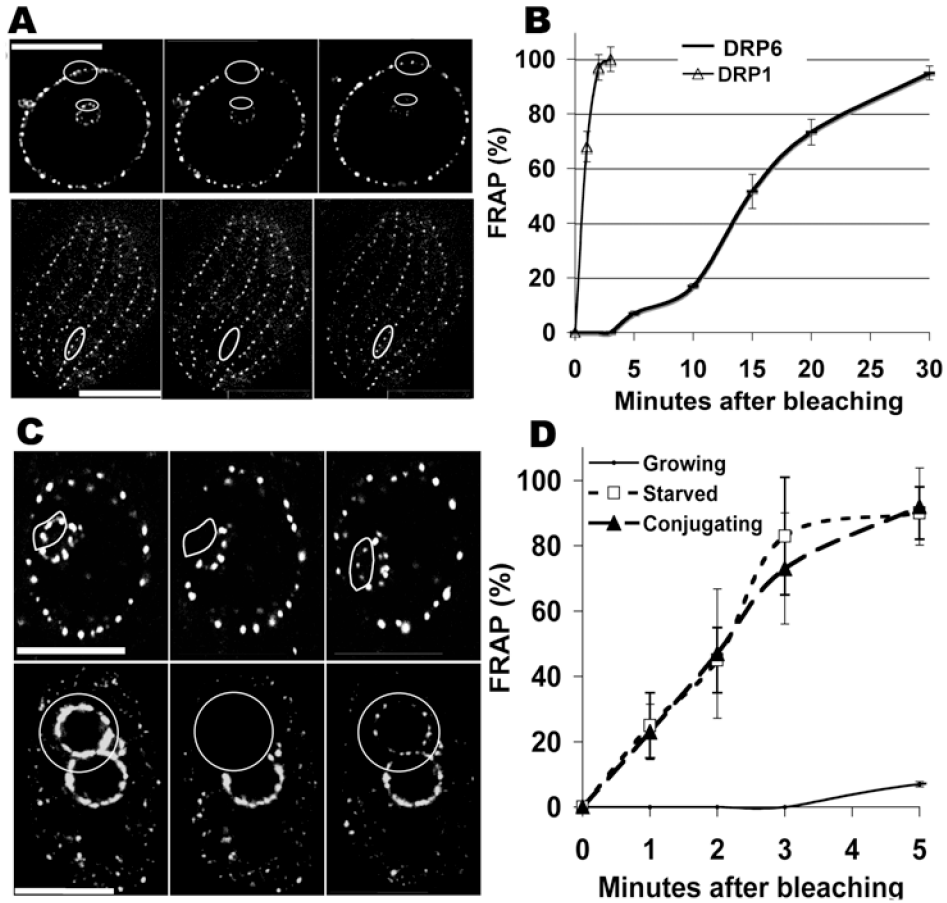 A
B
DRP6
DRP1
FRAP (%)
100
80
60
40
20
0
0 5 10 15 20 25 30
Minutes after bleaching
C
D
Growing
Starved
Conjugating
FRAP (%)
100
80
60
40
20
0
0 1 2 3 4 5
Minutes after bleaching